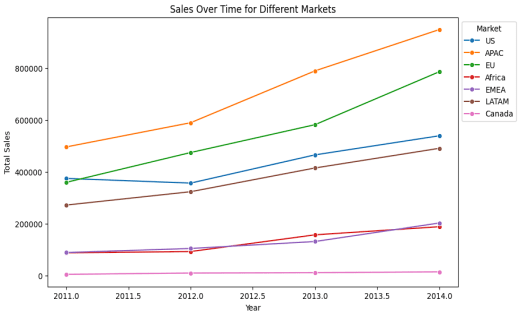 Sales Over Time for Different Markets
Market
US
APAC
EU
Africa
EMEA
LATAM
Canada
Total Sales
800000
600000
400000
200000
0
2011.0 2011.5 2012.0 2012.5 2013.0 2013.5 2014.0
Year